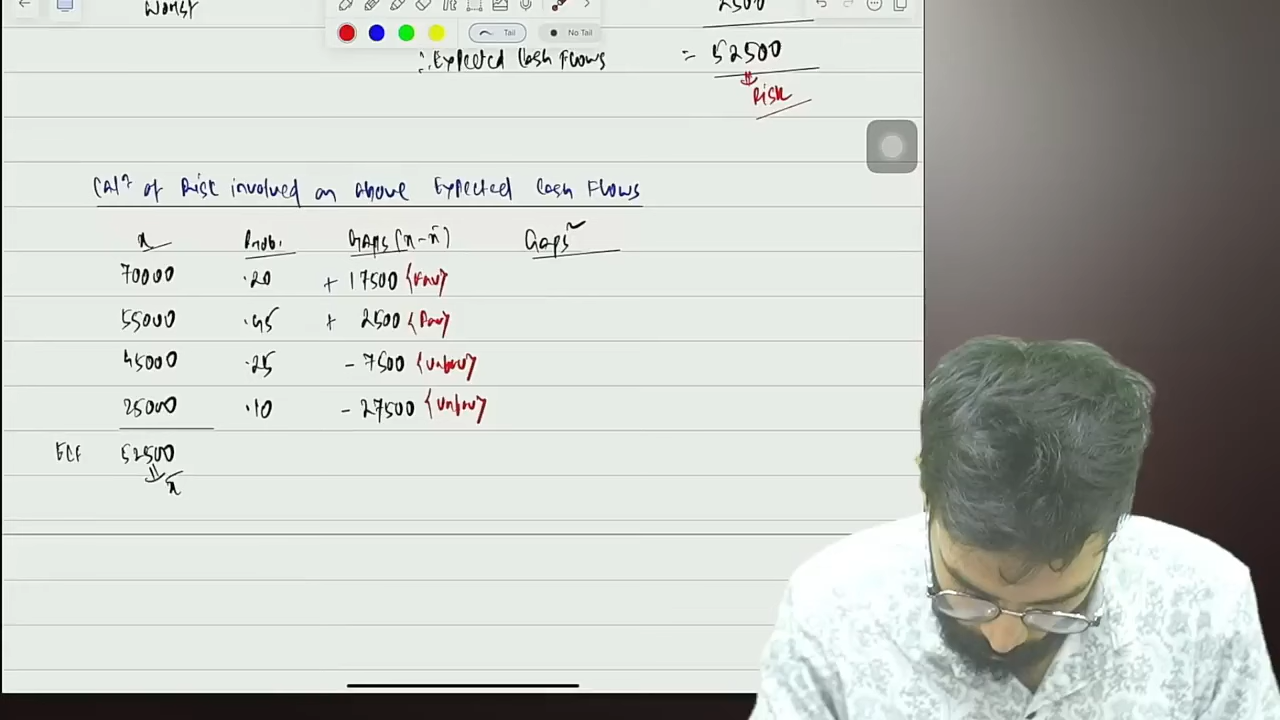 Worst
2500
Tail
No Tail
∴ Expected Cash Flows = 52500
Risk
Calⁿ of Risk involved on above Expected Cash Flows
x Prob. Gaps (x-x̄) Gaps²
70000 .20 + 17500 {Fav}
55000 .45 + 2500 {Fav}
45000 .25 - 7500 {Unfav}
25000 .10 - 27500 {Unfav}
ECF 52500
x̄